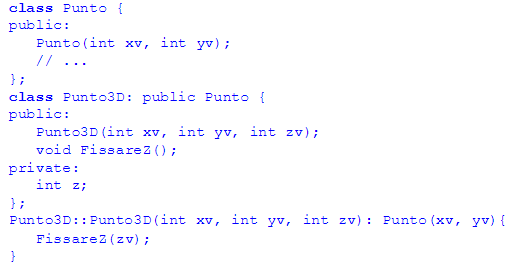 class Punto {
public:
   Punto(int xv, int yv);
   // ...
};
class Punto3D: public Punto {
public:
   Punto3D(int xv, int yv, int zv);
   void FissareZ();
private:
   int z;
};
Punto3D::Punto3D(int xv, int yv, int zv): Punto(xv, yv){
   FissareZ(zv);
}